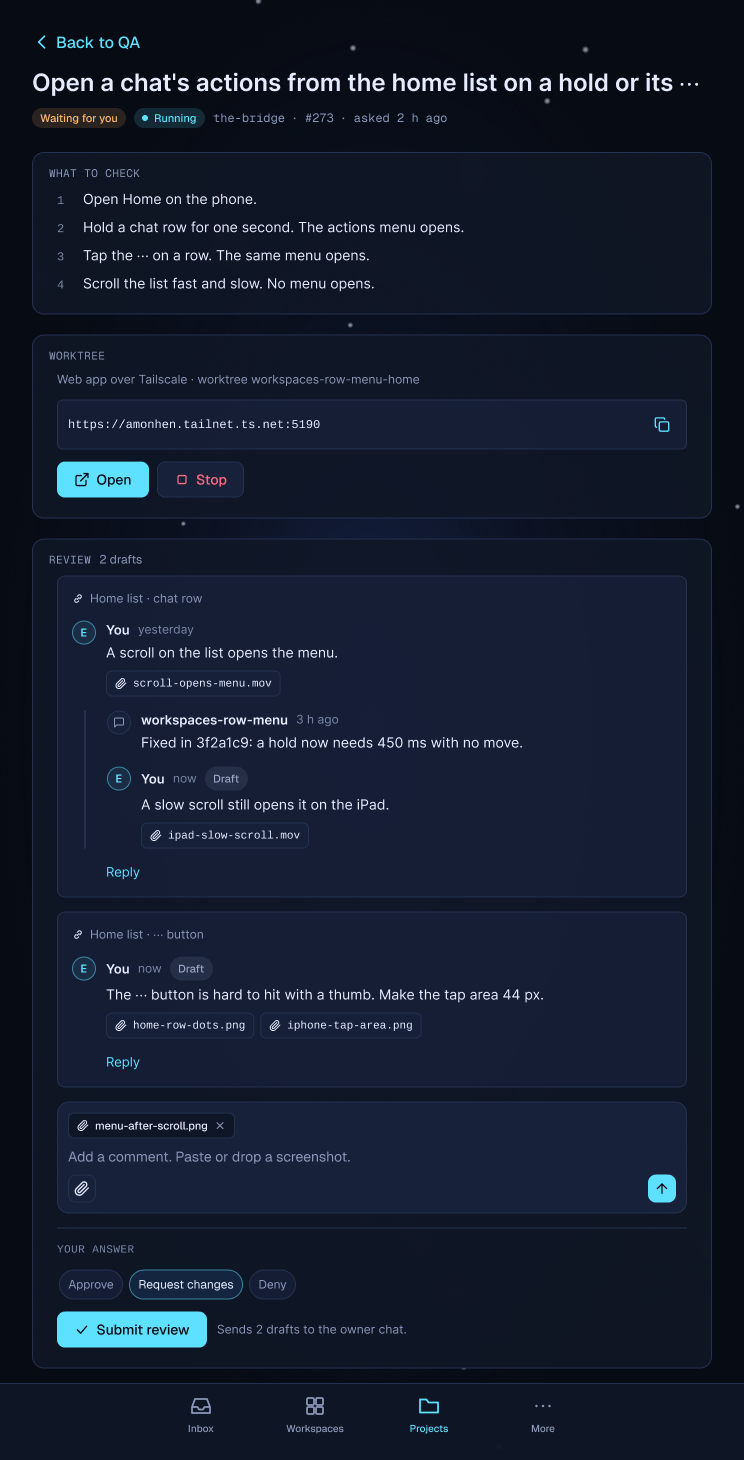 Back to QA
Open a chat's actions from the home list on a hold or its ···
Waiting for you Running the-bridge · #273 · asked 2 h ago
WHAT TO CHECK
1 Open Home on the phone.
2 Hold a chat row for one second. The actions menu opens.
3 Tap the ··· on a row. The same menu opens.
4 Scroll the list fast and slow. No menu opens.
WORKTREE
Web app over Tailscale · worktree workspaces-row-menu-home
https://amonhen.tailnet.ts.net:5190
Open Stop
REVIEW 2 drafts
Home list · chat row
E You yesterday
A scroll on the list opens the menu.
scroll-opens-menu.mov
workspaces-row-menu 3 h ago
Fixed in 3f2a1c9: a hold now needs 450 ms with no move.
E You now Draft
A slow scroll still opens it on the iPad.
ipad-slow-scroll.mov
Reply
Home list · ··· button
E You now Draft
The ··· button is hard to hit with a thumb. Make the tap area 44 px.
home-row-dots.png iphone-tap-area.png
Reply
menu-after-scroll.png
Add a comment. Paste or drop a screenshot.
YOUR ANSWER
Approve Request changes Deny
Submit review Sends 2 drafts to the owner chat.
Inbox Workspaces Projects More